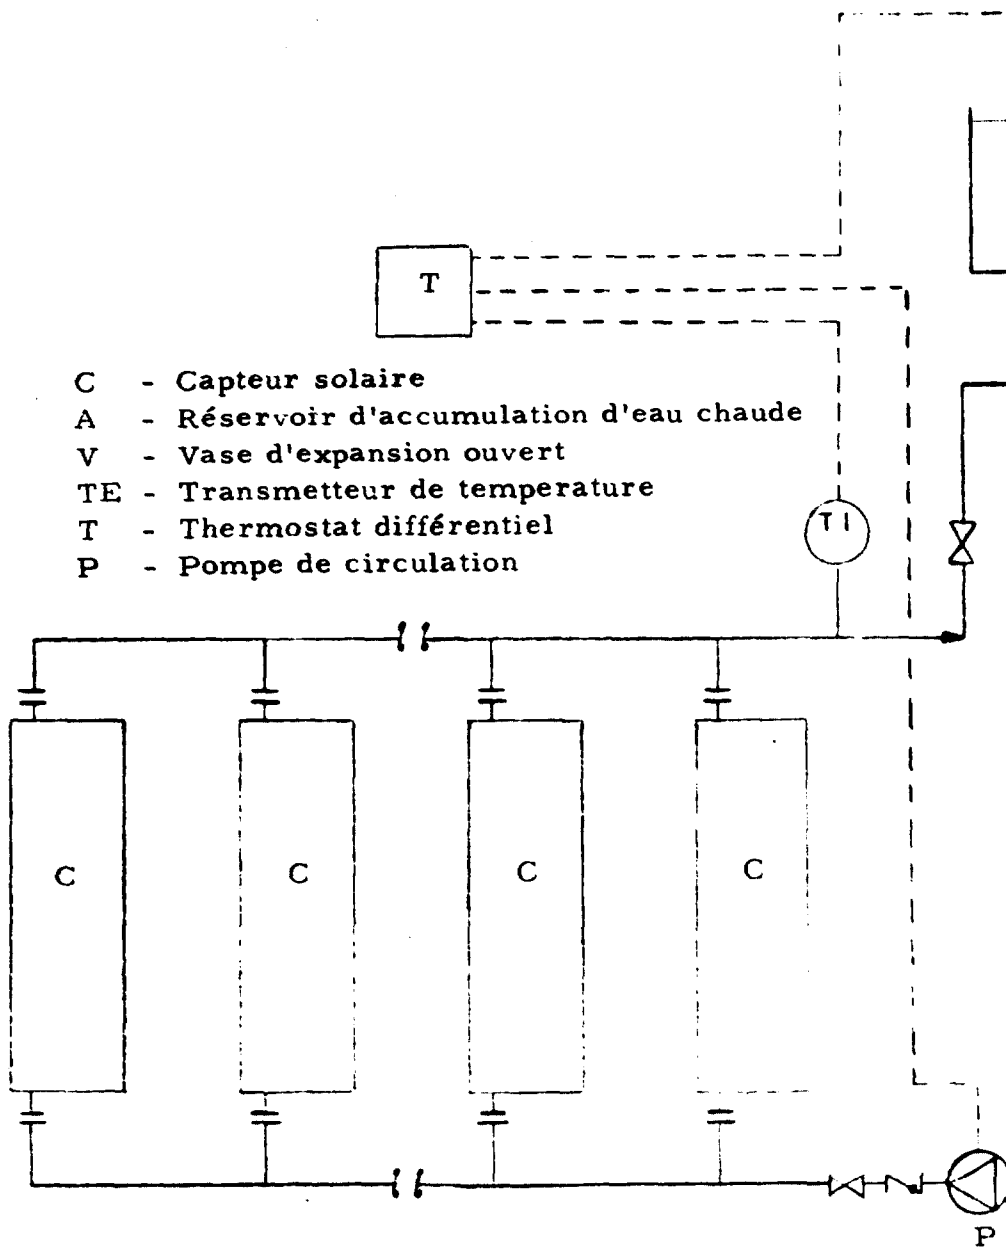 T
C - Capteur solaire
A - Réservoir d'accumulation d'eau chaude
V - Vase d'expansion ouvert
TE - Transmetteur de temperature
T - Thermostat différentiel
P - Pompe de circulation
TI
C C C C
P